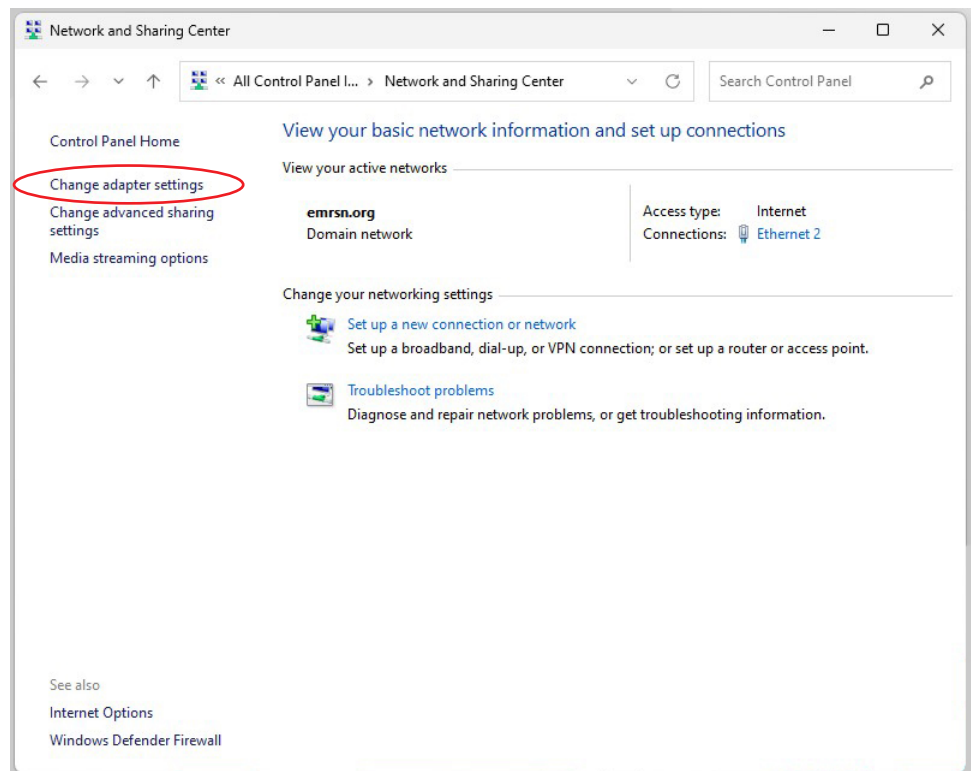 Network and Sharing Center
« All Control Panel I... › Network and Sharing Center
Search Control Panel
Control Panel Home
Change adapter settings
Change advanced sharing
settings
Media streaming options
View your basic network information and set up connections
View your active networks
emrsn.org
Domain network
Access type: Internet
Connections: Ethernet 2
Change your networking settings
Set up a new connection or network
Set up a broadband, dial-up, or VPN connection; or set up a router or access point.
Troubleshoot problems
Diagnose and repair network problems, or get troubleshooting information.
See also
Internet Options
Windows Defender Firewall